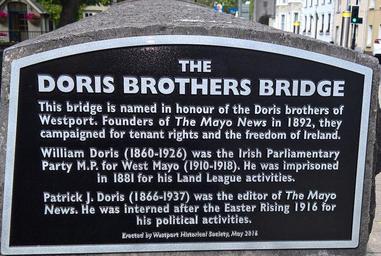 THE
DORIS BROTHERS BRIDGE
This bridge is named in honour of the Doris brothers of
Westport. Founders of The Mayo News in 1892, they
campaigned for tenant rights and the freedom of Ireland.
William Doris (1860-1926) was the Irish Parliamentary
Party M.P. for West Mayo (1910-1918). He was imprisoned
in 1881 for his Land League activities.
Patrick J. Doris (1866-1937) was the editor of The Mayo
News. He was interned after the Easter Rising 1916 for
his political activities.
Erected by Westport Historical Society, May 2016